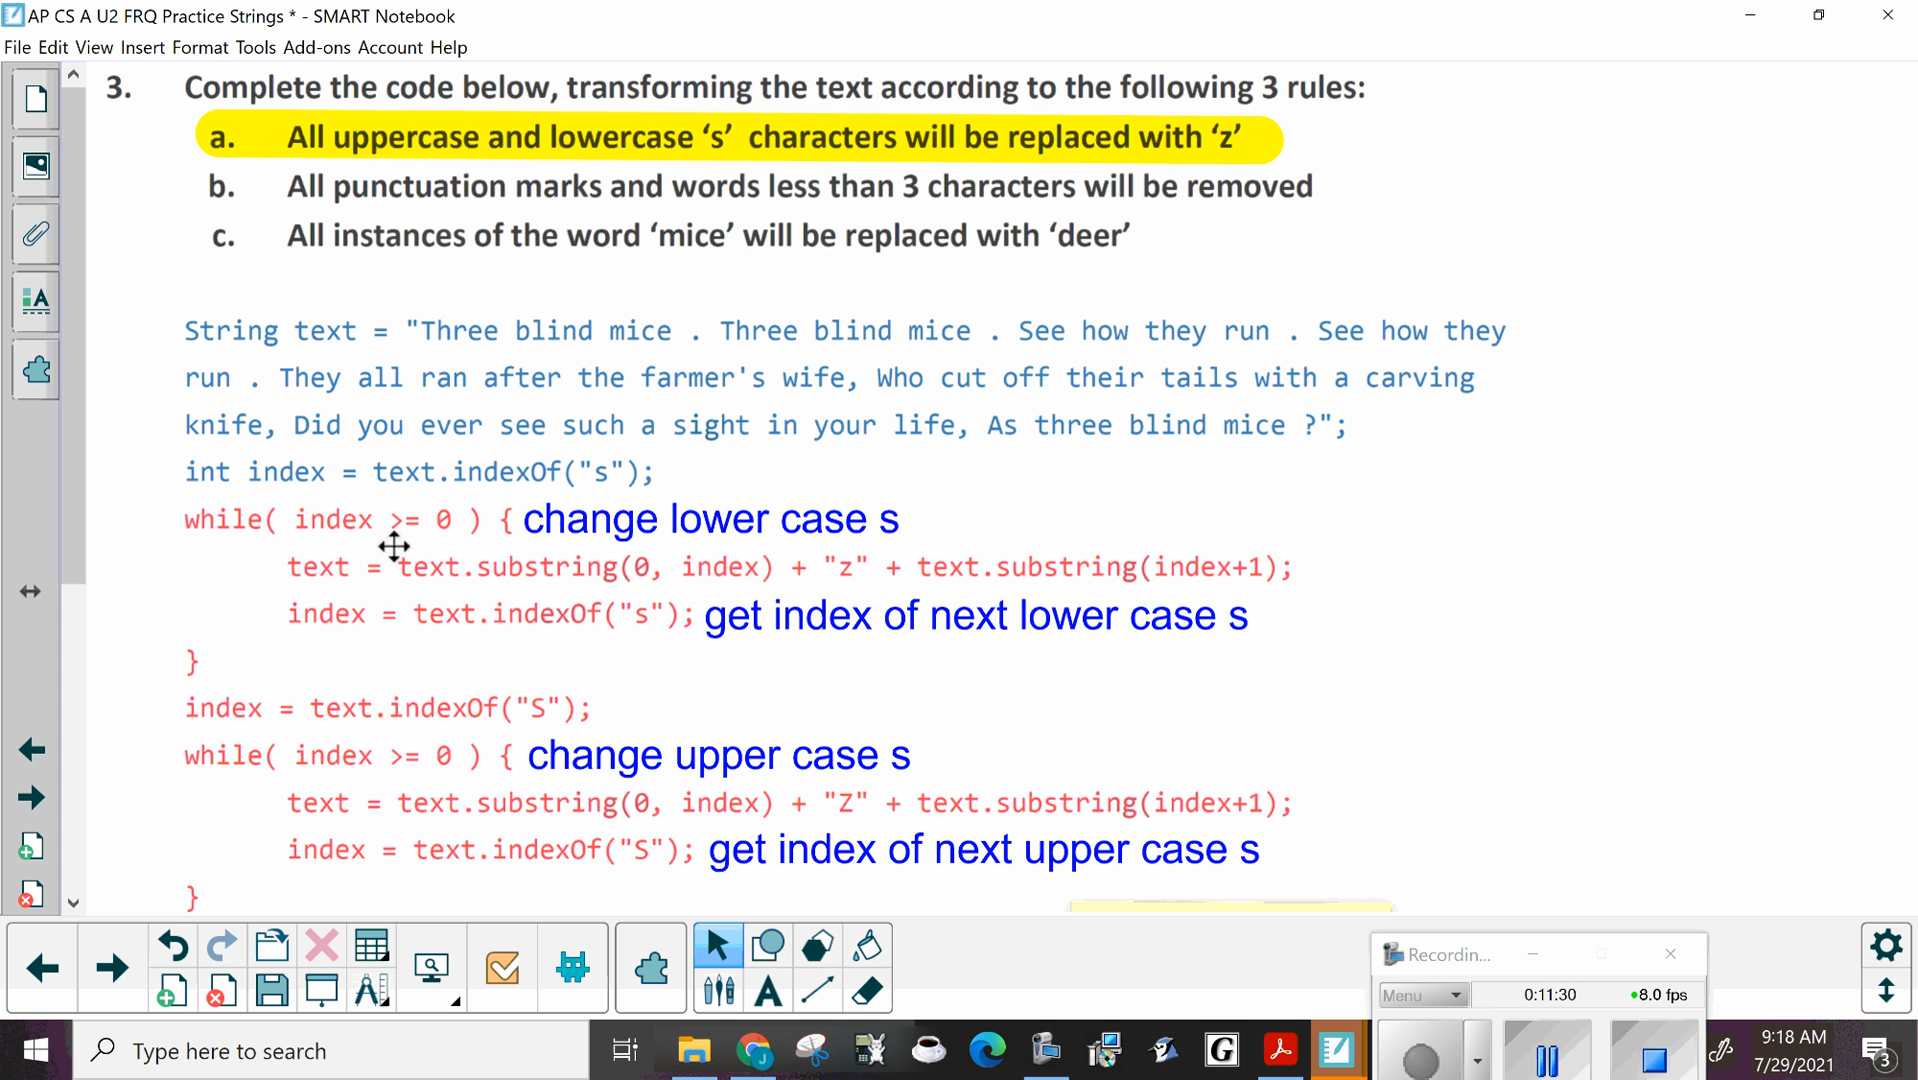 AP CS A U2 FRQ Practice Strings * - SMART Notebook
File Edit View Insert Format Tools Add-ons Account Help
3. Complete the code below, transforming the text according to the following 3 rules:
a. All uppercase and lowercase ‘s’ characters will be replaced with ‘z’
b. All punctuation marks and words less than 3 characters will be removed
c. All instances of the word ‘mice’ will be replaced with ‘deer’
String text = "Three blind mice . Three blind mice . See how they run . See how they
run . They all ran after the farmer's wife, Who cut off their tails with a carving
knife, Did you ever see such a sight in your life, As three blind mice ?";
int index = text.indexOf("s");
while( index >= 0 ) { change lower case s
text = text.substring(0, index) + "z" + text.substring(index+1);
index = text.indexOf("s"); get index of next lower case s
}
index = text.indexOf("S");
while( index >= 0 ) { change upper case s
text = text.substring(0, index) + "Z" + text.substring(index+1);
index = text.indexOf("S"); get index of next upper case s
}
Recordin...
Menu 0:11:30 8.0 fps
Type here to search
9:18 AM
7/29/2021
3